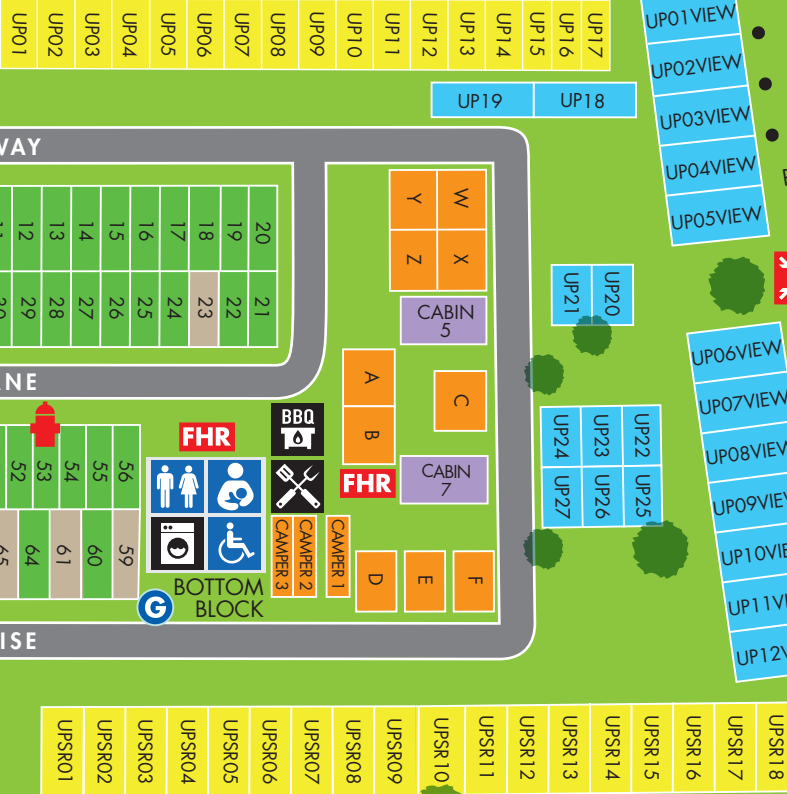 UP01
UP02
UP03
UP04
UP05
UP06
UP07
UP08
UP09
UP10
UP11
UP12
UP13
UP14
UP15
UP16
UP17
UP01VIEW
UP02VIEW
UP03VIEW
UP04VIEW
UP05VIEW
UP19
UP18
WAY
12
13
14
15
16
17
18
19
20
29
28
27
26
25
24
23
22
21
Y
W
Z
X
CABIN
5
UP21
UP20
UP06VIEW
UP07VIEW
UP08VIEW
UP09VIE
UP10VIE
UP11VI
UP12V
NE
A
B
C
BBQ
FHR
FHR
CABIN
7
UP24
UP23
UP22
UP27
UP26
UP25
52
53
54
55
56
65
64
61
60
59
CAMPER 3
CAMPER 2
CAMPER 1
D
E
F
BOTTOM
BLOCK
G
ISE
UPSR01
UPSR02
UPSR03
UPSR04
UPSR05
UPSR06
UPSR07
UPSR08
UPSR09
UPSR10
UPSR11
UPSR12
UPSR13
UPSR14
UPSR15
UPSR16
UPSR17
UPSR18